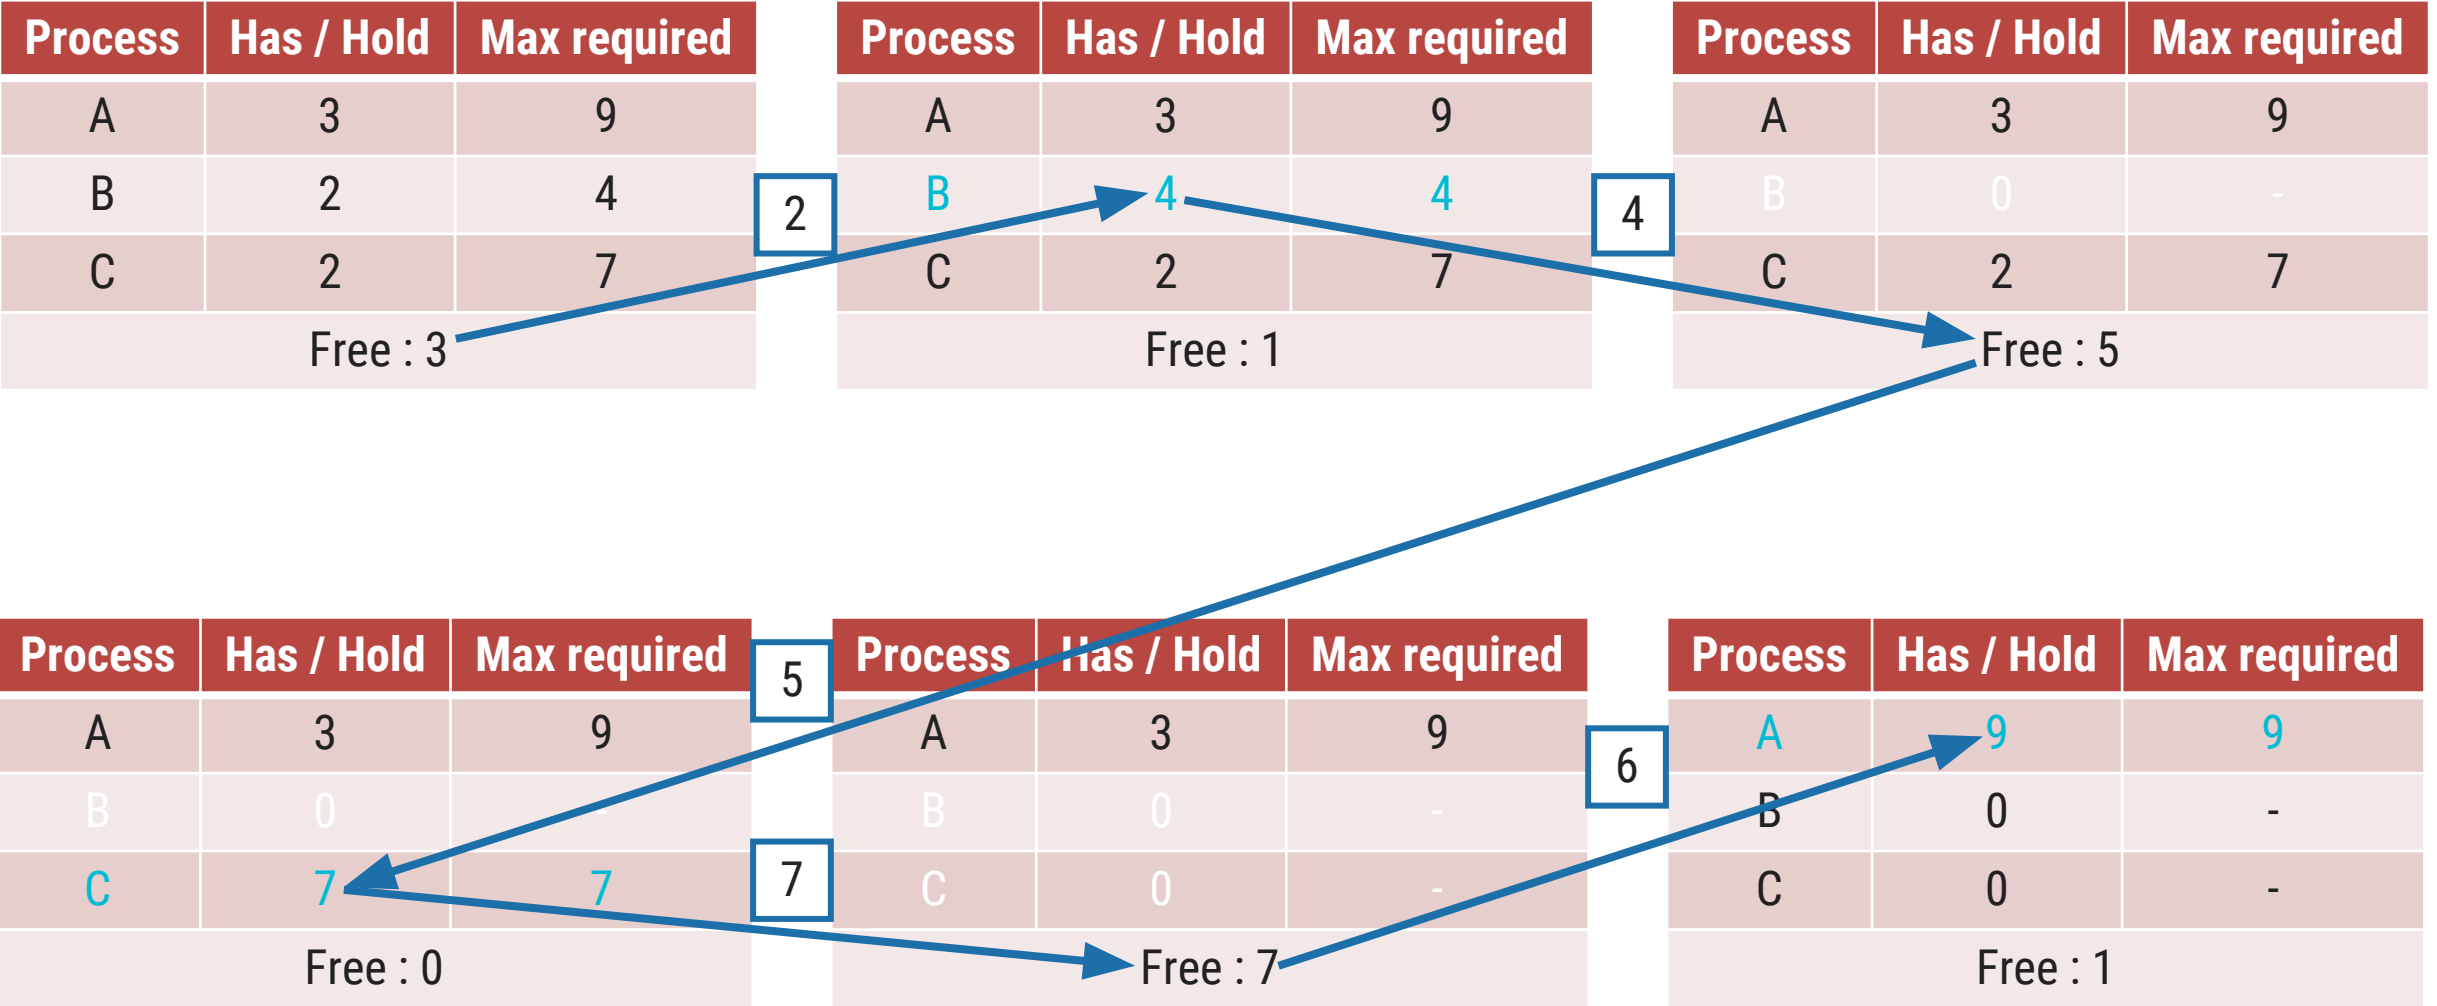 Process Has / Hold Max required
A 3 9
B 2 4
C 2 7
Free : 3
2
Process Has / Hold Max required
A 3 9
B 4 4
C 2 7
Free : 1
4
Process Has / Hold Max required
A 3 9
B 0 -
C 2 7
Free : 5
Process Has / Hold Max required
A 3 9
B 0 -
C 7 7
Free : 0
5
7
Process Has / Hold Max required
A 3 9
B 0 -
C 0 -
Free : 7
6
Process Has / Hold Max required
A 9 9
B 0 -
C 0 -
Free : 1